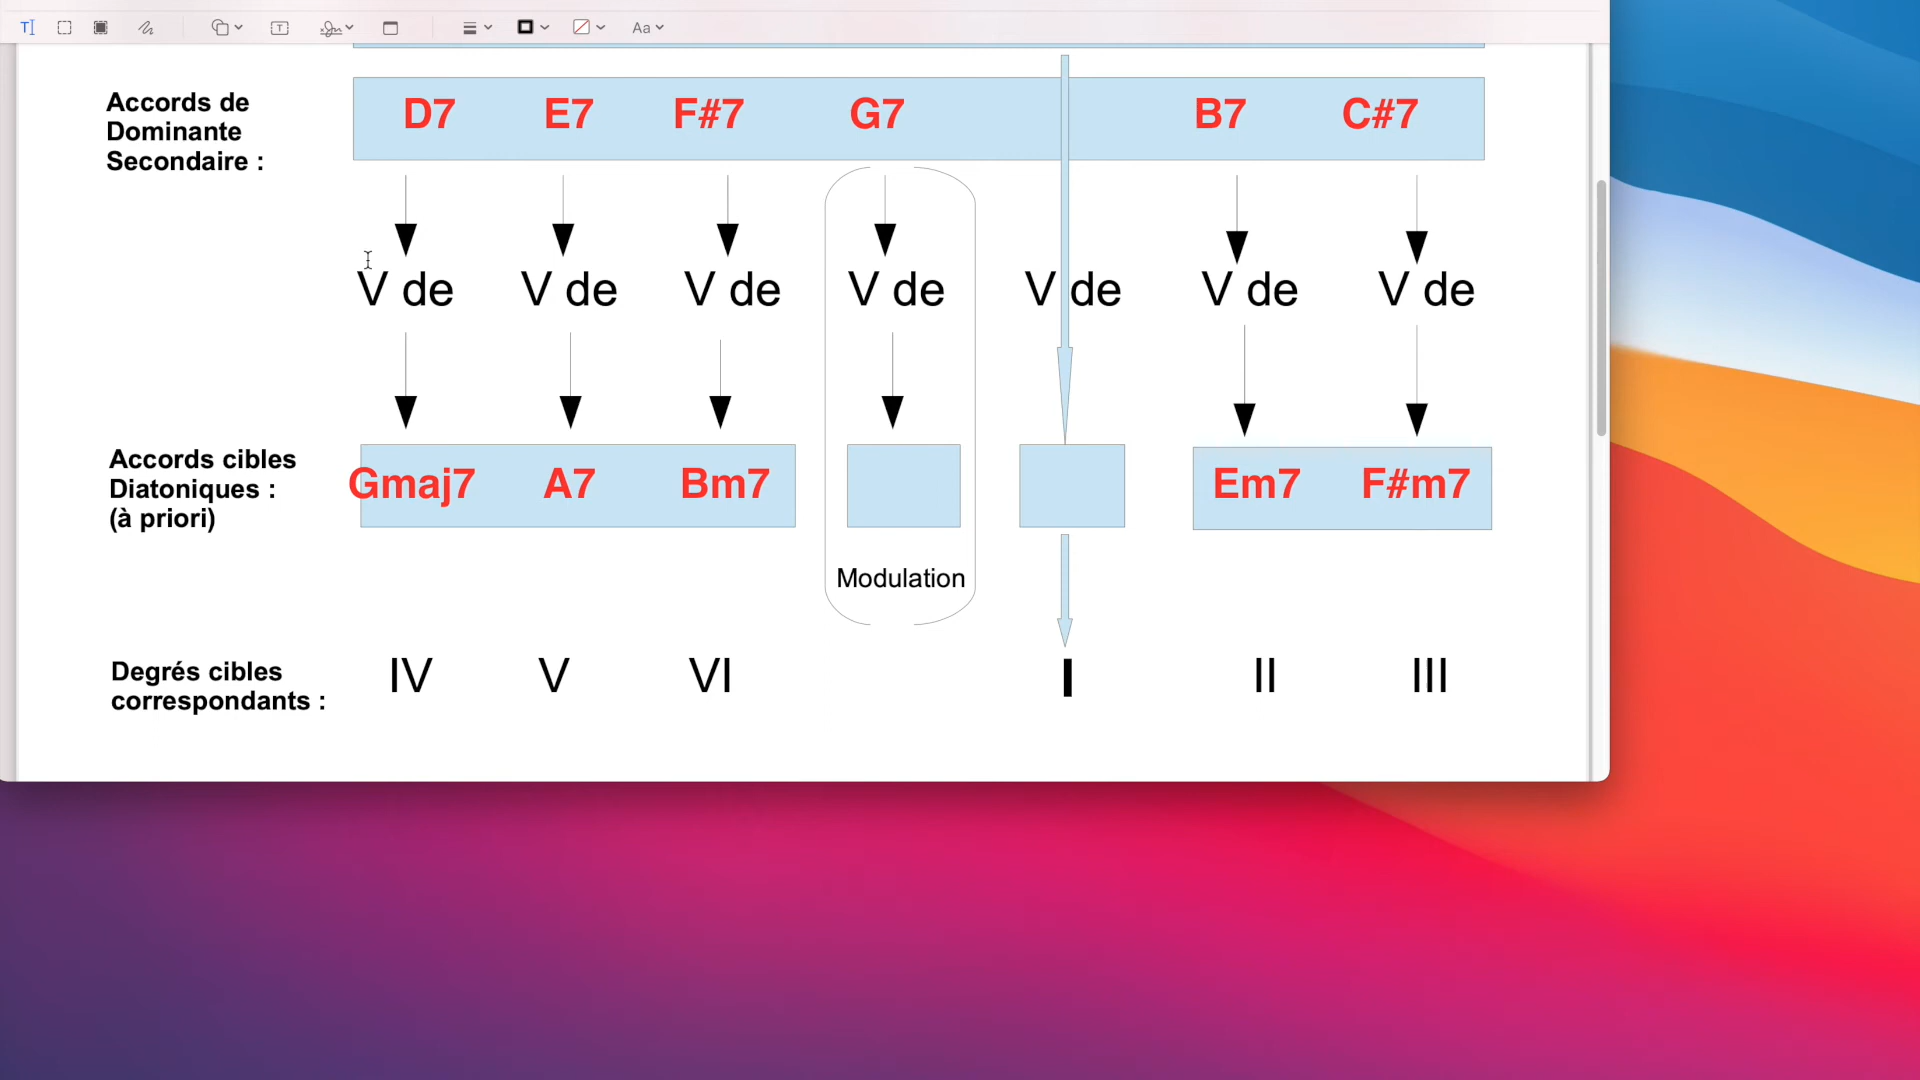 Aa
Accords de
Dominante
Secondaire :
D7 E7 F#7 G7 B7 C#7
V de V de V de V de V de V de V de
Accords cibles
Diatoniques :
(à priori)
Gmaj7 A7 Bm7 Em7 F#m7
Modulation
Degrés cibles
correspondants :
IV V VI I II III